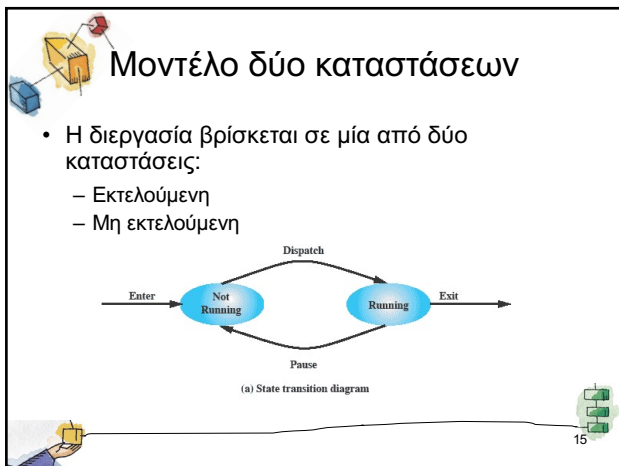 Μοντέλο δύο καταστάσεων
• Η διεργασία βρίσκεται σε μία από δύο
καταστάσεις:
– Εκτελούμενη
– Μη εκτελούμενη
Dispatch
Enter
Not
Running
Running
Exit
Pause
(a) State transition diagram
15